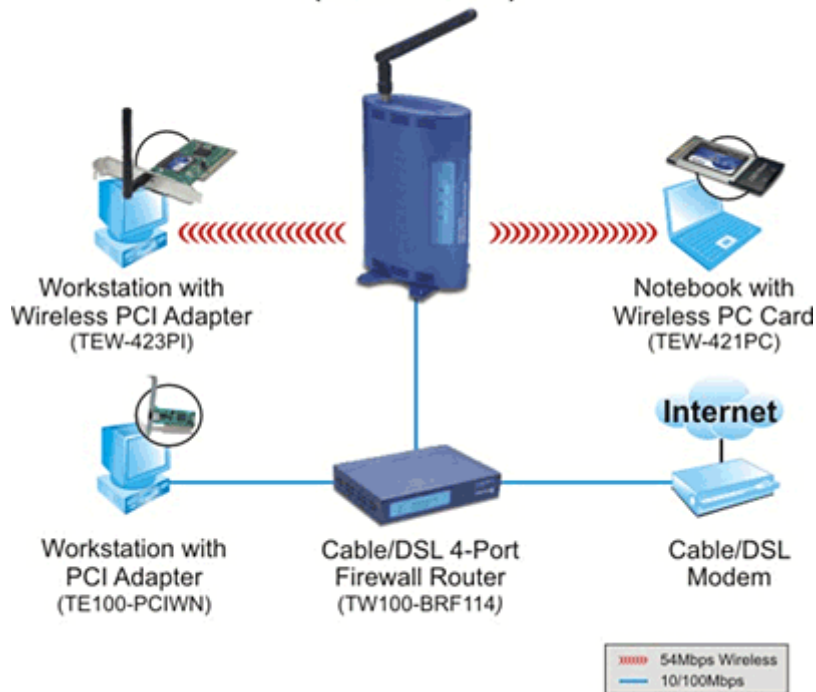 Workstation with
Wireless PCI Adapter
(TEW-423PI)
Notebook with
Wireless PC Card
(TEW-421PC)
Internet
Workstation with
PCI Adapter
(TE100-PCIWN)
Cable/DSL 4-Port
Firewall Router
(TW100-BRF114)
Cable/DSL
Modem
54Mbps Wireless
10/100Mbps